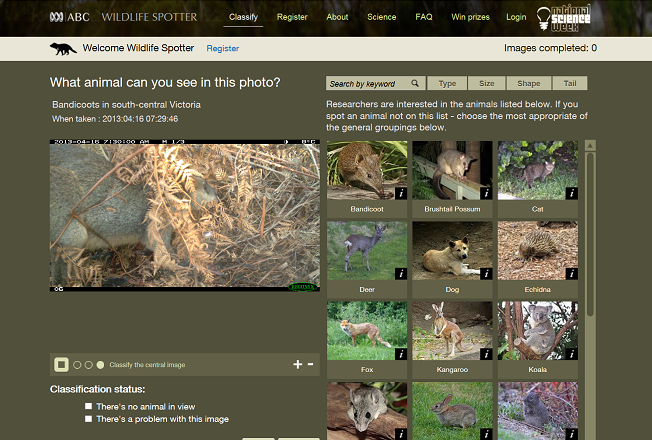 ABC WILDLIFE SPOTTER
Classify Register About Science FAQ Win prizes Login national science week
Welcome Wildlife Spotter Register
Images completed: 0
What animal can you see in this photo?
Bandicoots in south-central Victoria
When taken : 2013:04:16 07:29:46
2013-04-16 7:30:00 AM M 1/3 8°C
OG RECONYX
Classify the central image
+ -
Classification status:
There's no animal in view
There's a problem with this image
Search by keyword Type Size Shape Tail
Researchers are interested in the animals listed below. If you
spot an animal not on this list - choose the most appropriate of
the general groupings below.
i i i
Bandicoot Brushtail Possum Cat
i i i
Deer Dog Echidna
i i i
Fox Kangaroo Koala
i i i